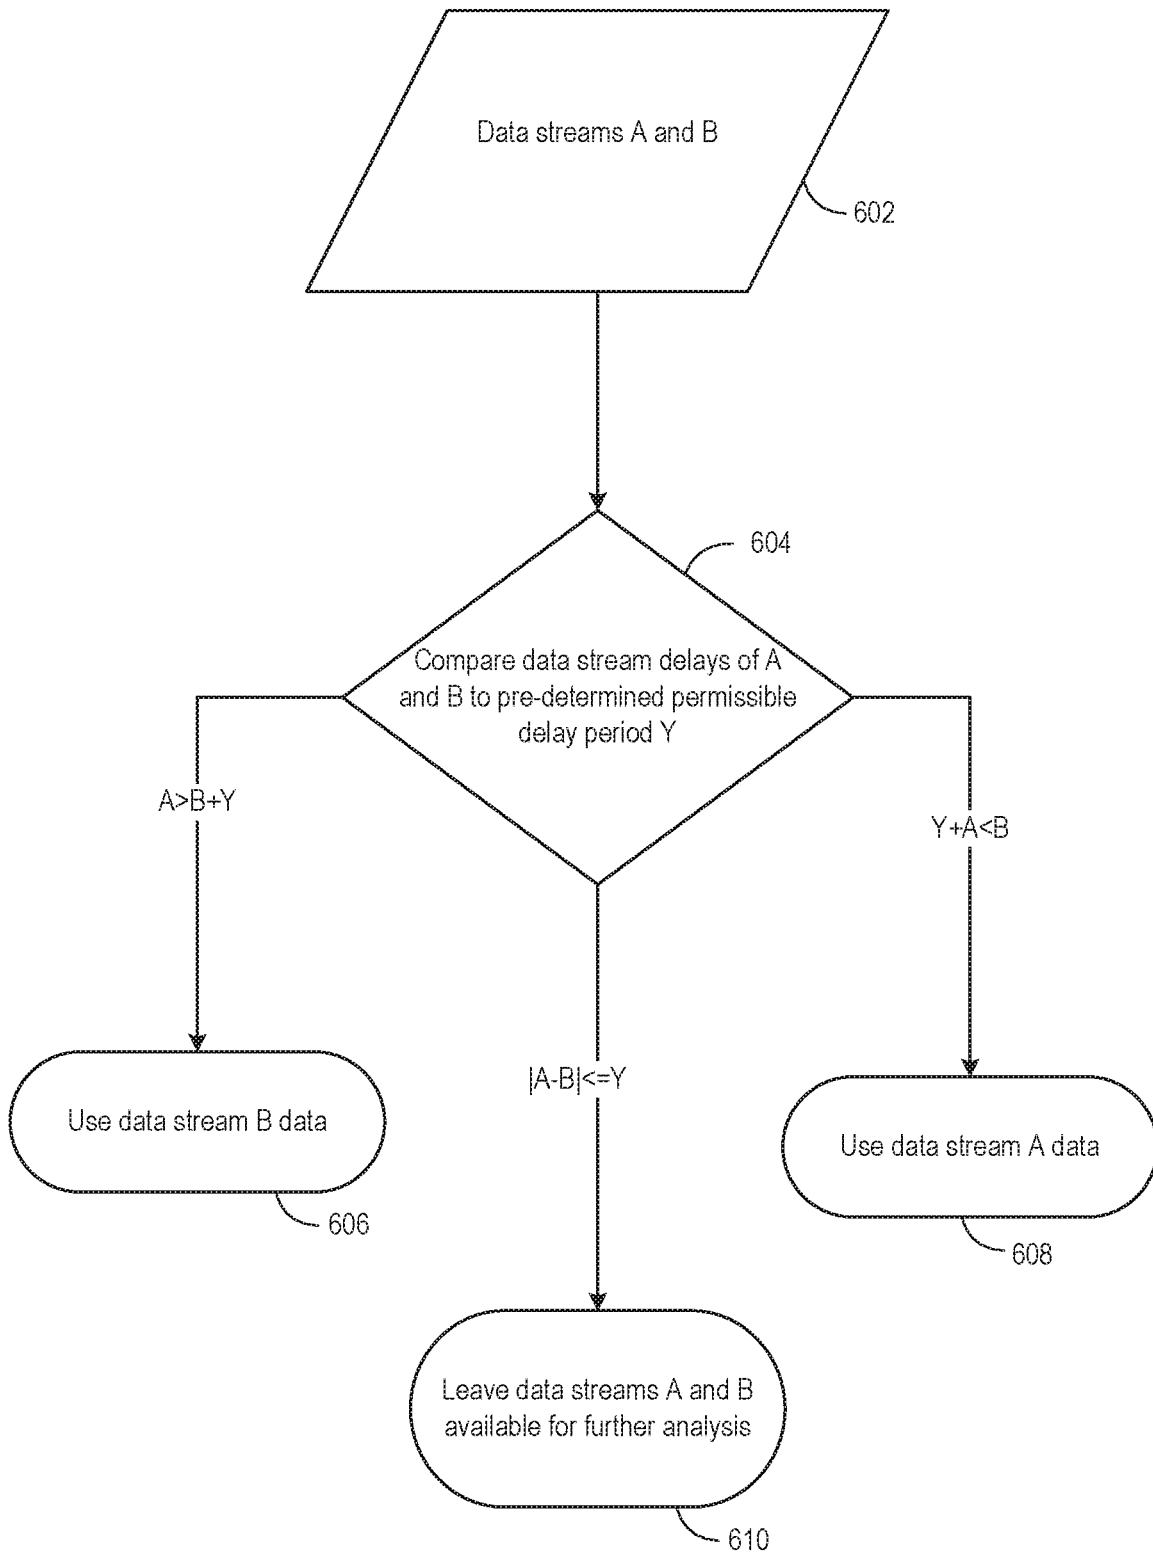 Data streams A and B
602
604
Compare data stream delays of A
and B to pre-determined permissible
delay period Y
A>B+Y
Y+A<B
|A-B|<=Y
Use data stream B data
606
Use data stream A data
608
Leave data streams A and B
available for further analysis
610